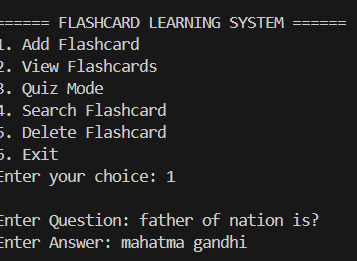 ====== FLASHCARD LEARNING SYSTEM ======
1. Add Flashcard
2. View Flashcards
3. Quiz Mode
4. Search Flashcard
5. Delete Flashcard
6. Exit
Enter your choice: 1
Enter Question: father of nation is?
Enter Answer: mahatma gandhi